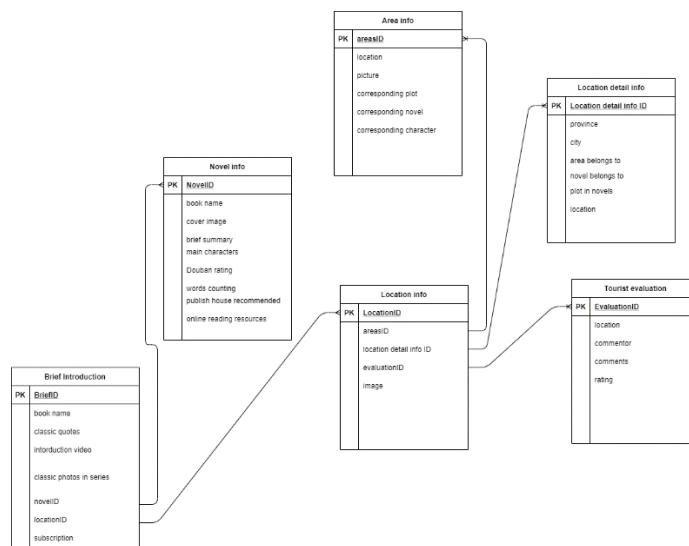 Area info
PK areasID
location
picture
corresponding plot
corresponding novel
corresponding character
Location detail info
PK Location detail info ID
province
city
area belongs to
novel belongs to
plot in novels
location
Novel info
PK NovelID
book name
cover image
brief summary
main characters
Douban rating
words counting
publish house recommended
online reading resources
Location info
PK LocationID
areasID
location detail info ID
evaluationID
image
Tourist evaluation
PK EvaluationID
location
commentor
comments
rating
Brief Introduction
PK BriefID
book name
classic quotes
intorduction video
classic photos in series
novelID
locationID
subscription